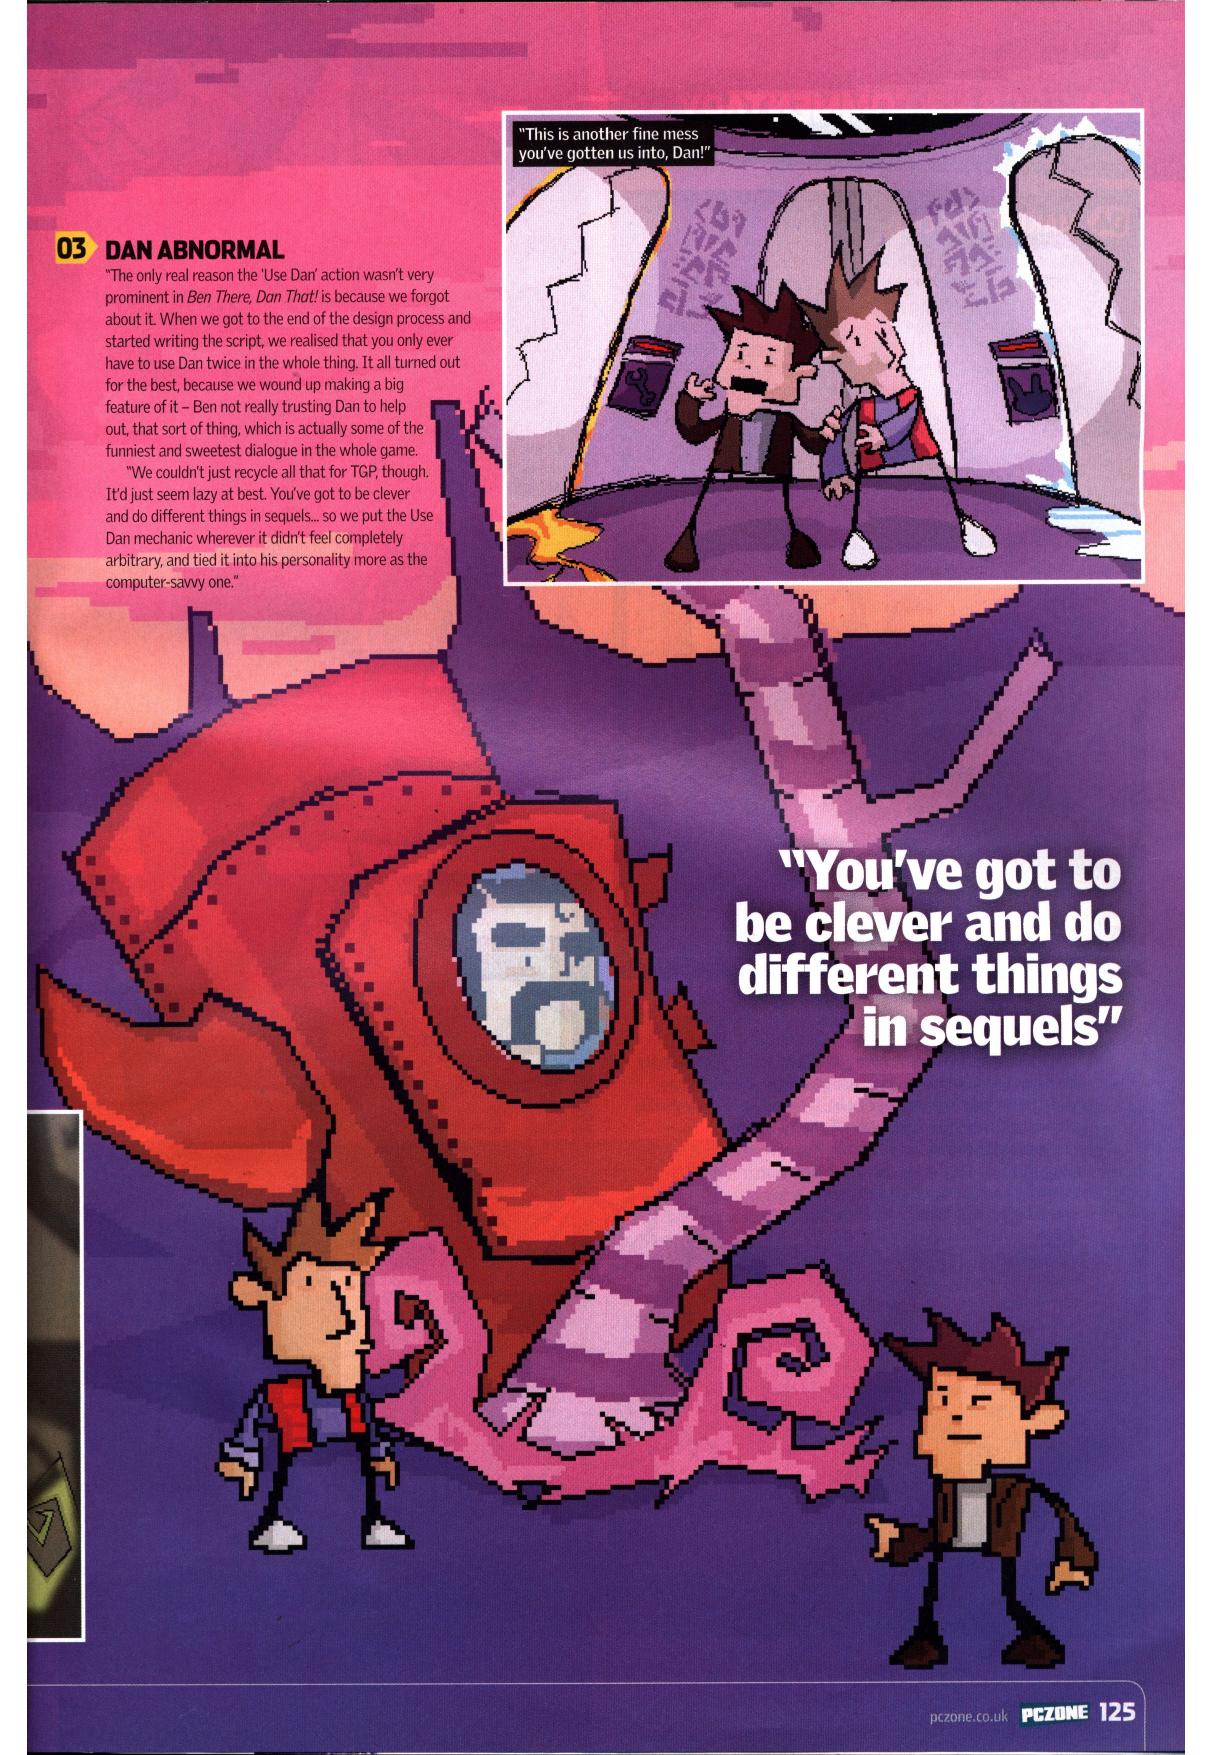 "This is another fine mess
you've gotten us into, Dan!"
03 DAN ABNORMAL
"The only real reason the 'Use Dan' action wasn't very
prominent in Ben There, Dan That! is because we forgot
about it. When we got to the end of the design process and
started writing the script, we realised that you only ever
have to use Dan twice in the whole thing. It all turned out
for the best, because we wound up making a big
feature of it – Ben not really trusting Dan to help
out, that sort of thing, which is actually some of the
funniest and sweetest dialogue in the whole game.
"We couldn't just recycle all that for TGP, though.
It'd just seem lazy at best. You've got to be clever
and do different things in sequels... so we put the Use
Dan mechanic wherever it didn't feel completely
arbitrary, and tied it into his personality more as the
computer-savvy one."
"You've got to
be clever and do
different things
in sequels"
pczone.co.uk PCZONE 125